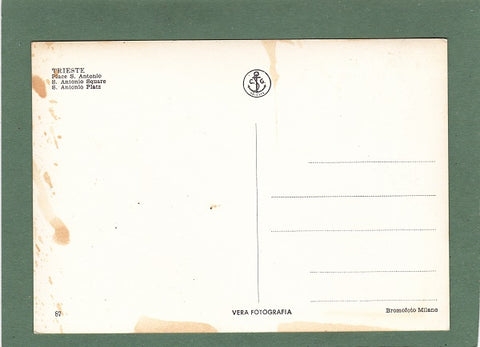 TRIESTE
Place S. Antonio
S. Antonio Square
S. Antonio Platz
C G
87
VERA FOTOGRAFIA
Bromofoto Milano